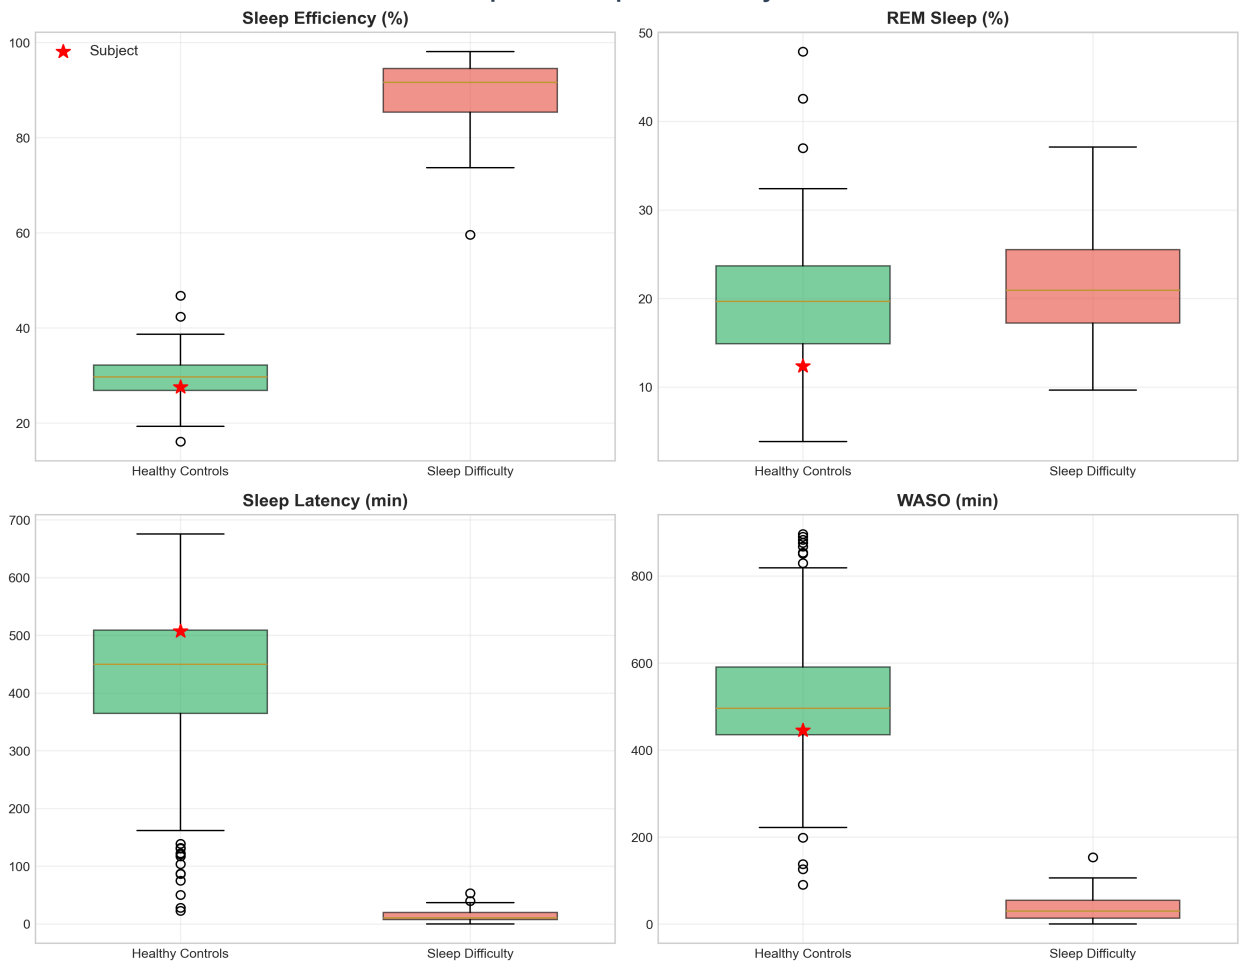 Sleep Efficiency (%)
100
80
60
40
20
Subject
Healthy Controls
Sleep Difficulty
REM Sleep (%)
50
40
30
20
10
Healthy Controls
Sleep Difficulty
Sleep Latency (min)
700
600
500
400
300
200
100
0
Healthy Controls
Sleep Difficulty
WASO (min)
800
600
400
200
0
Healthy Controls
Sleep Difficulty